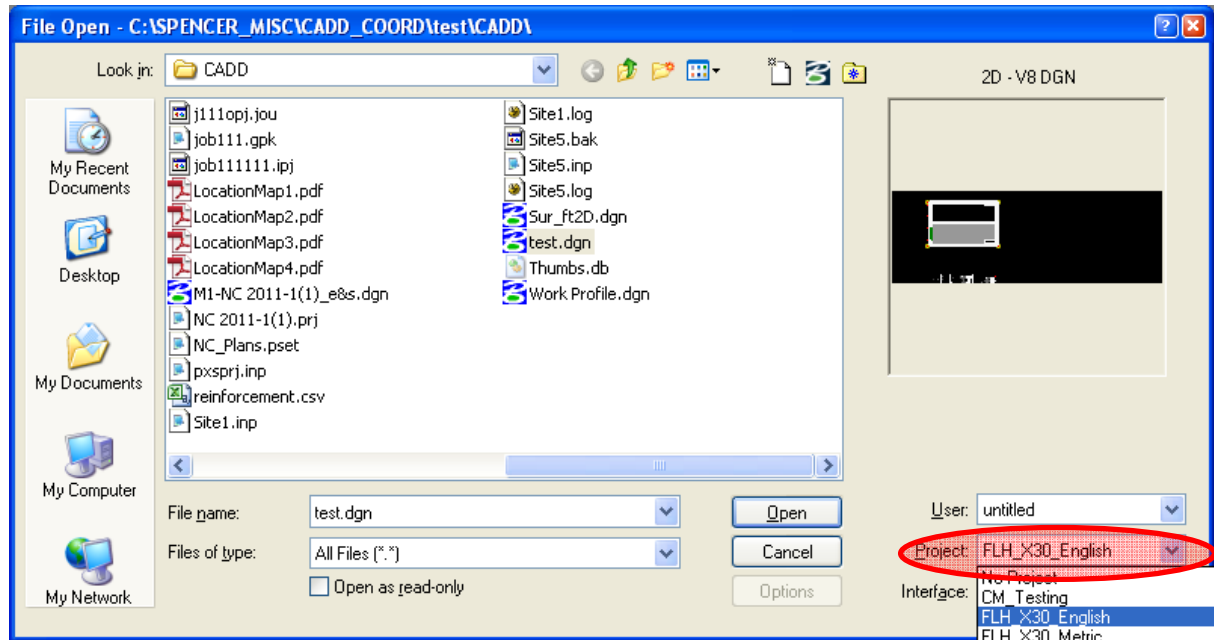 File Open - C:\SPENCER_MISC\CADD_COORD\test\CADD\
Look in: CADD
2D - V8 DGN
My Recent
Documents
Desktop
My Documents
My Computer
My Network
j111opj.jou
job111.gpk
job111111.ipj
LocationMap1.pdf
LocationMap2.pdf
LocationMap3.pdf
LocationMap4.pdf
M1-NC 2011-1(1)_e&s.dgn
NC 2011-1(1).prj
NC_Plans.pset
pxsprj.inp
reinforcement.csv
Site1.inp
Site1.log
Site5.bak
Site5.inp
Site5.log
Sur_ft2D.dgn
test.dgn
Thumbs.db
Work Profile.dgn
File name: test.dgn
Open
Files of type: All Files (*.*)
Cancel
Open as read-only
Options
User: untitled
Project: FLH_X30_English
No Project
Interface: CM_Testing
FLH_X30_English
FLH_X30_Metric